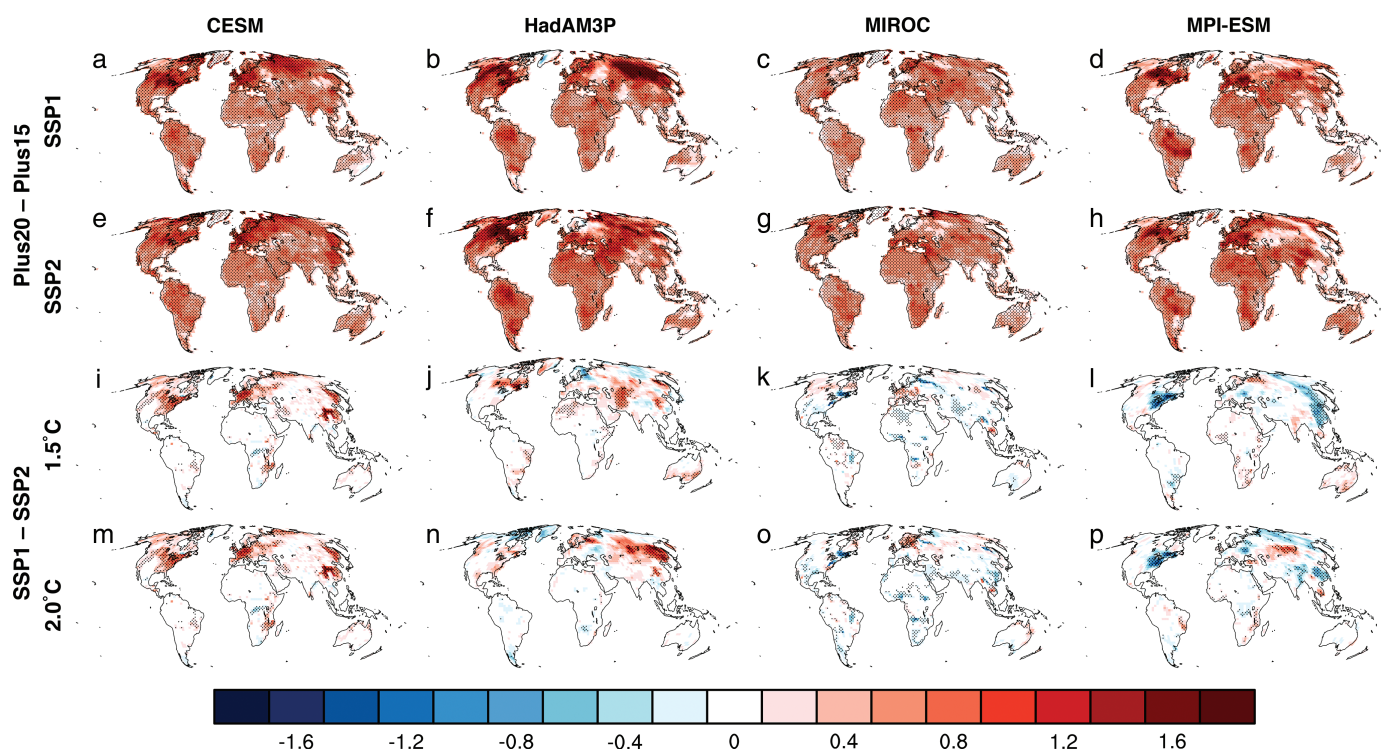 CESM HadAM3P MIROC MPI-ESM
Plus20 – Plus15
SSP1
a b c d
SSP2
e f g h
SSP1 – SSP2
1.5˚C
i j k l
2.0˚C
m n o p
-1.6 -1.2 -0.8 -0.4 0 0.4 0.8 1.2 1.6